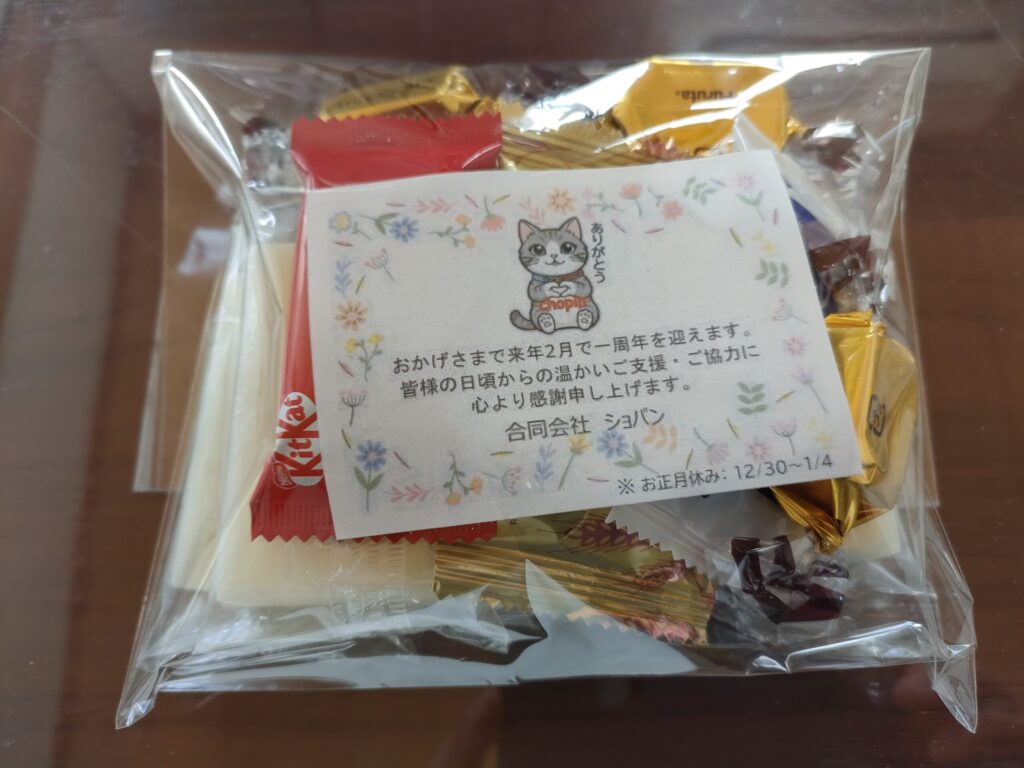 Furuta
ありがとう
chopin
おかげさまで来年2月で一周年を迎えます。
皆様の日頃からの温かいご支援・ご協力に
心より感謝申し上げます。
合同会社 ショパン
※ お正月休み: 12/30～1/4
Nestlé
KitKat